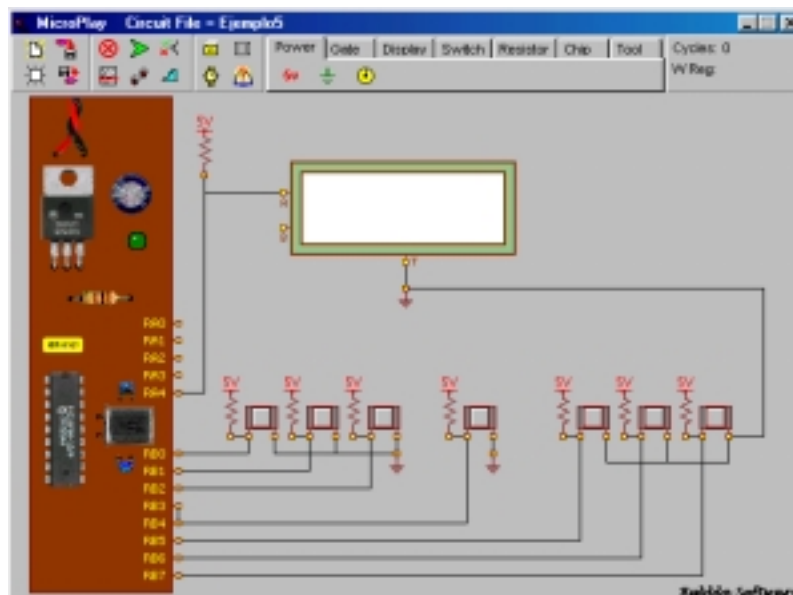 MicroPlay Circuit File = Ejemplo5
Power Gate Display Switch Resistor Chip Tool
Cycles: 0
W Reg:
5V
RA0
RA1
RA2
RA3
RA4
5V 5V 5V 5V 5V 5V 5V
RB0
RB1
RB2
RB3
RB4
RB5
RB6
RB7